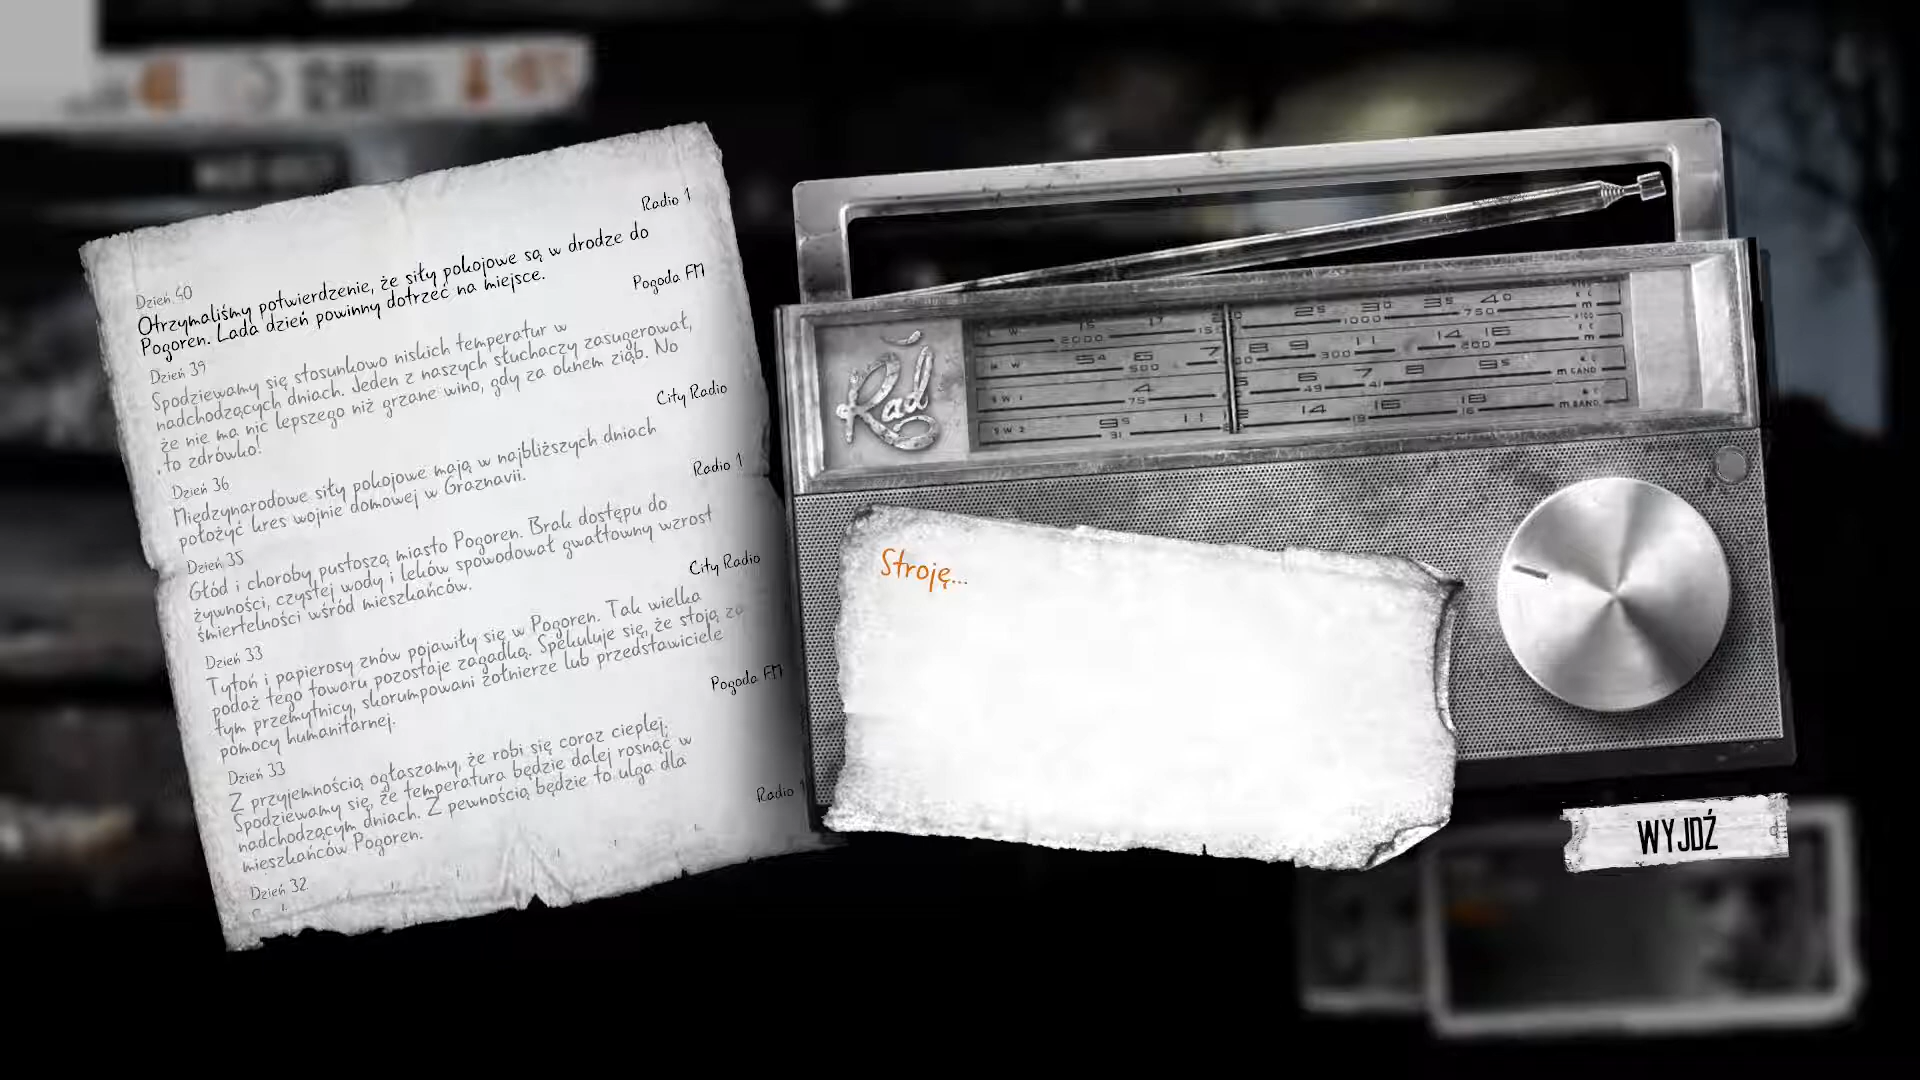 Radio 1
Dzień 40
Otrzymaliśmy potwierdzenie, że siły pokojowe są w drodze do
Pogoren. Lada dzień powinny dotrzeć na miejsce.
Pogoda FM
Dzień 39
Spodziewamy się stosunkowo niskich temperatur w
nadchodzących dniach. Jeden z naszych słuchaczy zasugerował,
że nie ma nic lepszego niż grzane wino, gdy za oknem ziąb. No
to zdrówko!
City Radio
Dzień 36
Międzynarodowe siły pokojowe mają w najbliższych dniach
położyć kres wojnie domowej w Graznavii.
Radio 1
Dzień 35
Głód i choroby pustoszą miasto Pogoren. Brak dostępu do
żywności, czystej wody i leków spowodował gwałtowny wzrost
śmiertelności wśród mieszkańców.
City Radio
Dzień 33
Tytoń i papierosy znów pojawiły się w Pogoren. Tak wielka
podaż tego towaru pozostaje zagadką. Spekuluje się, że stoją za
tym przemytnicy, skorumpowani żołnierze lub przedstawiciele
pomocy humanitarnej.
Pogoda FM
Dzień 33
Z przyjemnością ogłaszamy, że robi się coraz cieplej.
Spodziewamy się, że temperatura będzie dalej rosnąć w
nadchodzącym dniach. Z pewnością będzie to ulga dla
mieszkańców Pogoren.
Radio 1
Dzień 32
Rad
Stroję...
WYJDŹ